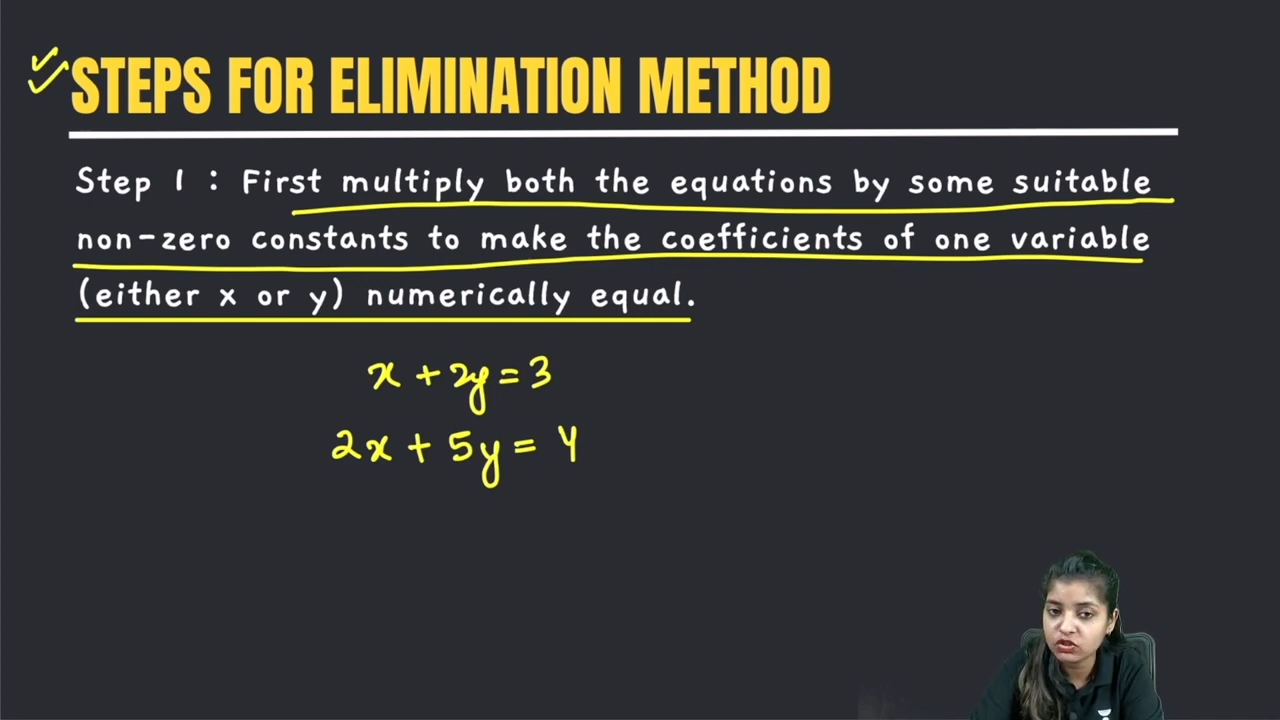 STEPS FOR ELIMINATION METHOD
Step 1 : First multiply both the equations by some suitable
non-zero constants to make the coefficients of one variable
(either x or y) numerically equal.
x + 2y = 3
2x + 5y = 4